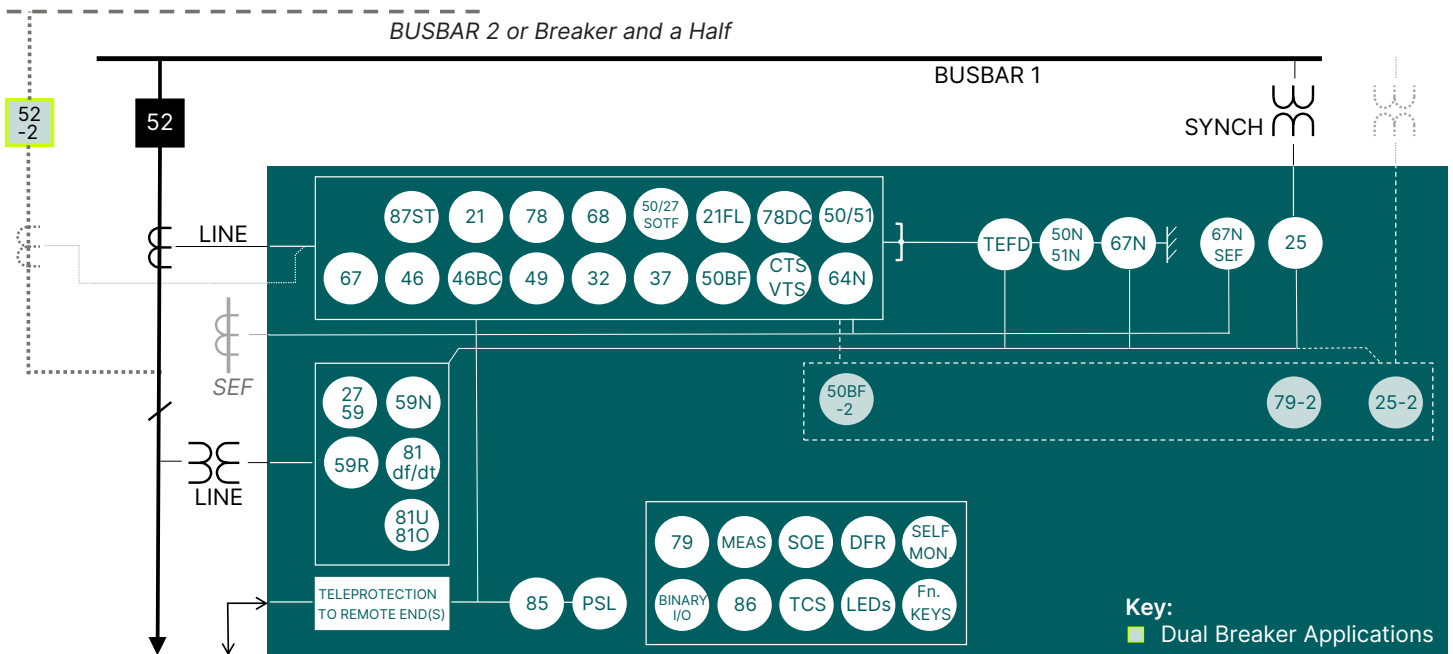 BUSBAR 2 or Breaker and a Half
BUSBAR 1
52
-2
52
SYNCH
LINE
87ST
21
78
68
50/27
SOTF
21FL
78DC
50/51
67
46
46BC
49
32
37
50BF
CTS
VTS
64N
TEFD
50N
51N
67N
67N
SEF
25
SEF
27
59
59N
59R
81
df/dt
81U
81O
LINE
50BF
-2
79-2
25-2
TELEPROTECTION
TO REMOTE END(S)
85
PSL
79
MEAS
SOE
DFR
SELF
MON.
BINARY
I/O
86
TCS
LEDs
Fn.
KEYS
Key:
Dual Breaker Applications